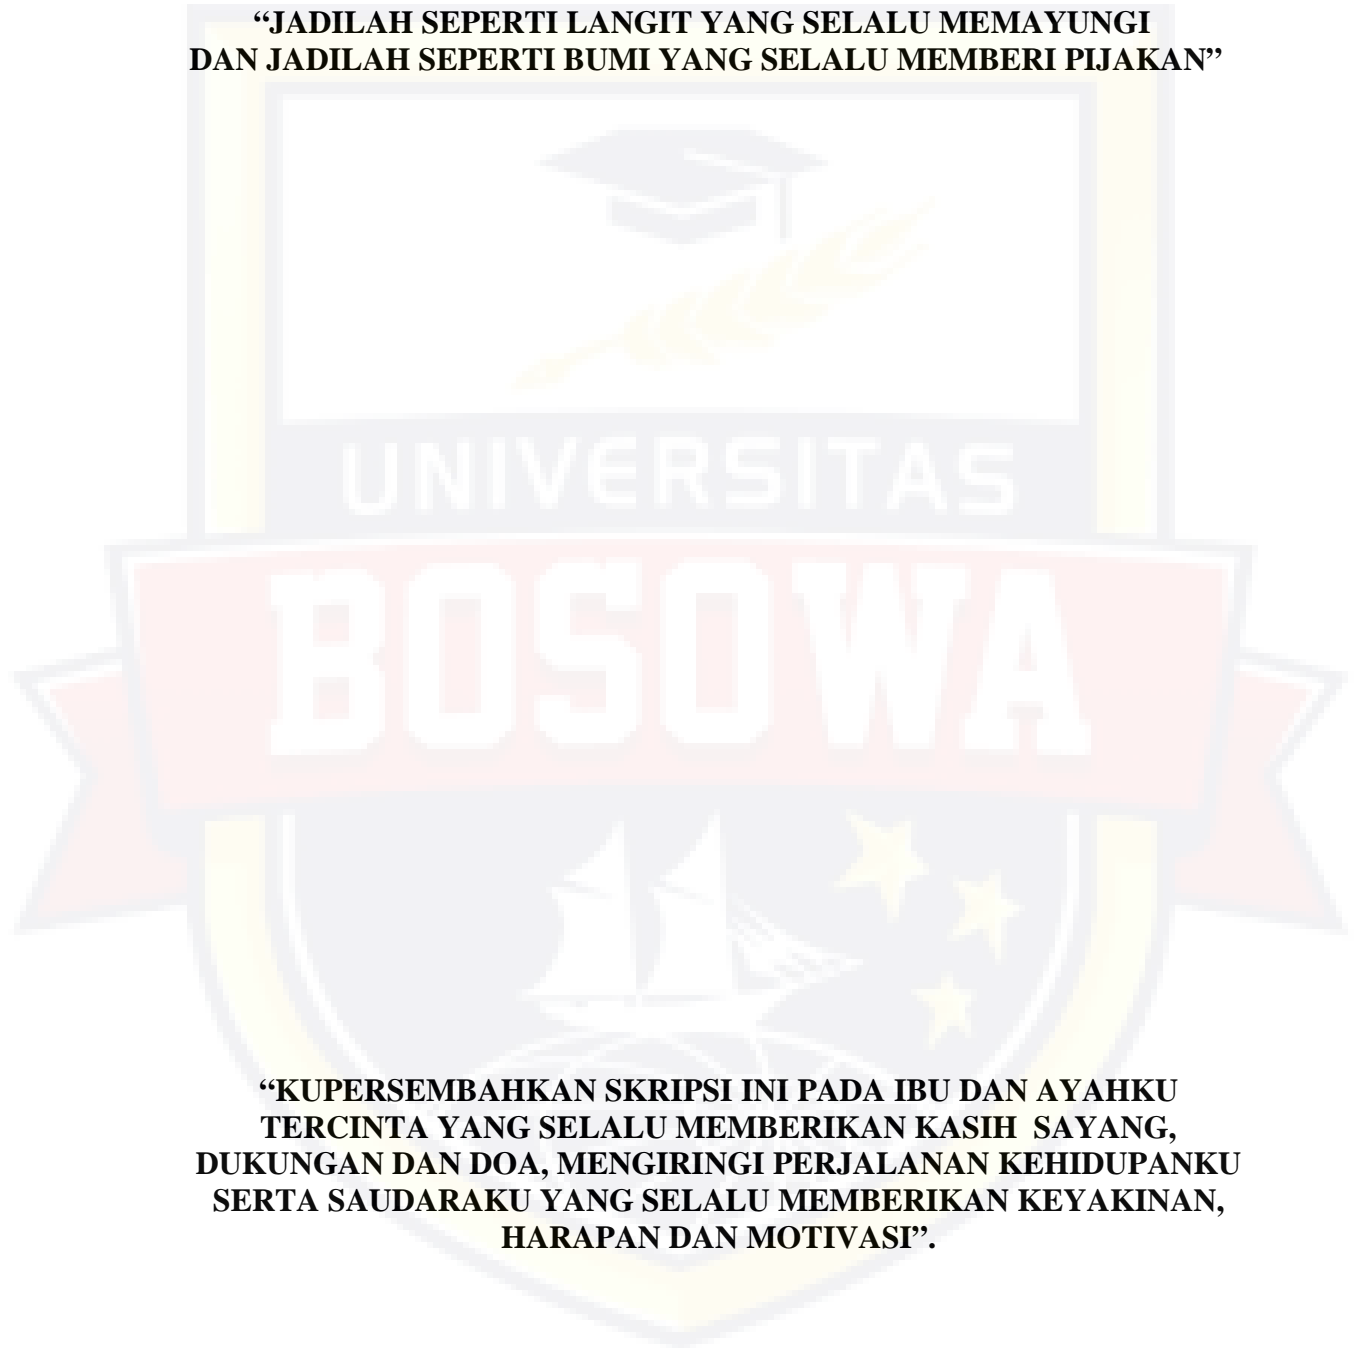 “JADILAH SEPERTI LANGIT YANG SELALU MEMAYUNGI
DAN JADILAH SEPERTI BUMI YANG SELALU MEMBERI PIJAKAN”
UNIVERSITAS
BOSOWA
“KUPERSEMBAHKAN SKRIPSI INI PADA IBU DAN AYAHKU
TERCINTA YANG SELALU MEMBERIKAN KASIH  SAYANG,
DUKUNGAN DAN DOA, MENGIRINGI PERJALANAN KEHIDUPANKU
SERTA SAUDARAKU YANG SELALU MEMBERIKAN KEYAKINAN,
HARAPAN DAN MOTIVASI”.